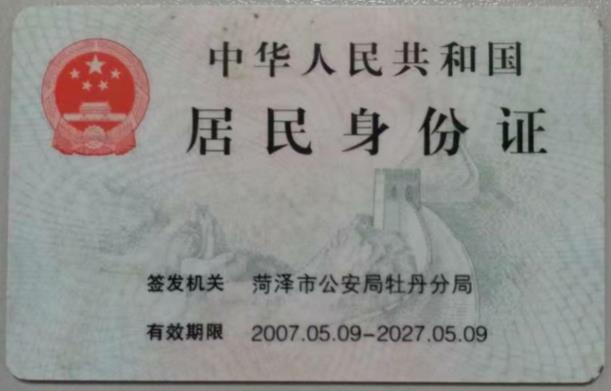 中华人民共和国
居民身份证
签发机关 菏泽市公安局牡丹分局
有效期限 2007.05.09-2027.05.09